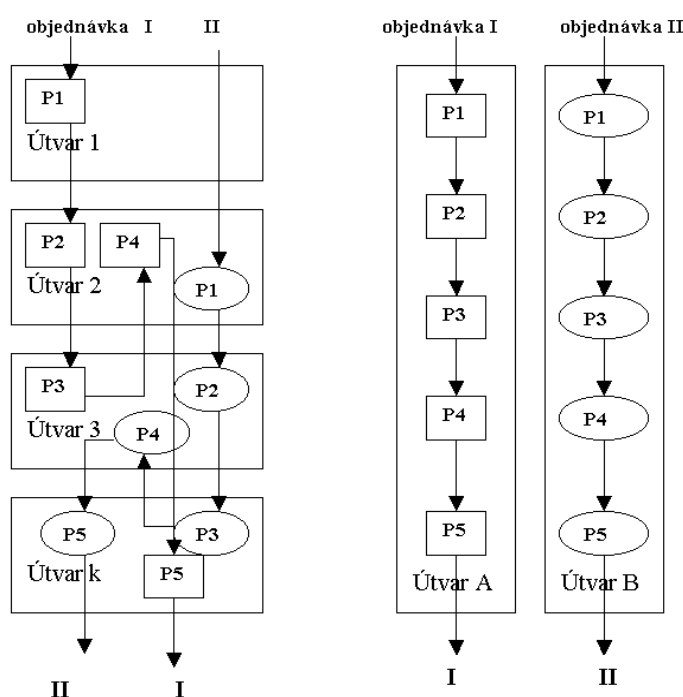 objednávka I II
P1
Útvar 1
P2 P4
Útvar 2
P1
P3
P2
Útvar 3
P4
P5
P3
Útvar k
P5
II I
objednávka I
P1
P2
P3
P4
P5
Útvar A
I
objednávka II
P1
P2
P3
P4
P5
Útvar B
II